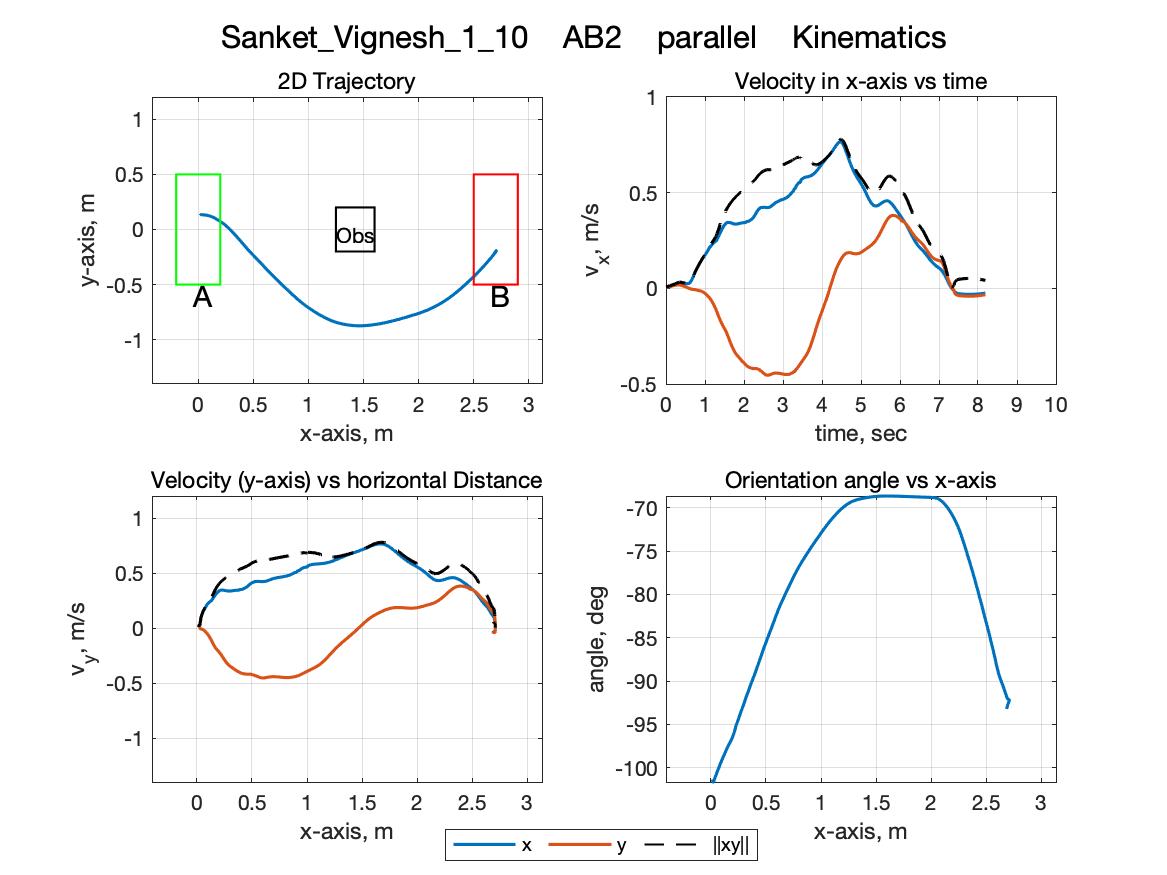 Sanket_Vignesh_1_10 AB2 parallel Kinematics
2D Trajectory
1
0.5
0
-0.5
-1
y-axis, m
A
Obs
B
0 0.5 1 1.5 2 2.5 3
x-axis, m
Velocity in x-axis vs time
1
0.5
0
-0.5
vx, m/s
0 1 2 3 4 5 6 7 8 9 10
time, sec
Velocity (y-axis) vs horizontal Distance
1
0.5
0
-0.5
-1
vy, m/s
0 0.5 1 1.5 2 2.5 3
x-axis, m
Orientation angle vs x-axis
-70
-75
-80
-85
-90
-95
-100
angle, deg
0 0.5 1 1.5 2 2.5 3
x-axis, m
x y ||xy||